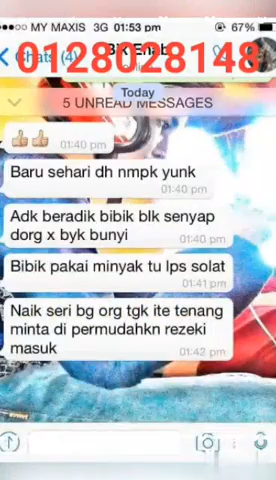 MY MAXIS 3G 01:53 pm 67%
Chats (4)
0128028148
Today
5 UNREAD MESSAGES
01:40 pm
Baru sehari dh nmpk yunk
01:40 pm
Adk beradik bibik blk senyap
dorg x byk bunyi
01:40 pm
Bibik pakai minyak tu lps solat
01:41 pm
Naik seri bg org tgk ite tenang
minta di permudahkn rezeki
masuk
01:42 pm